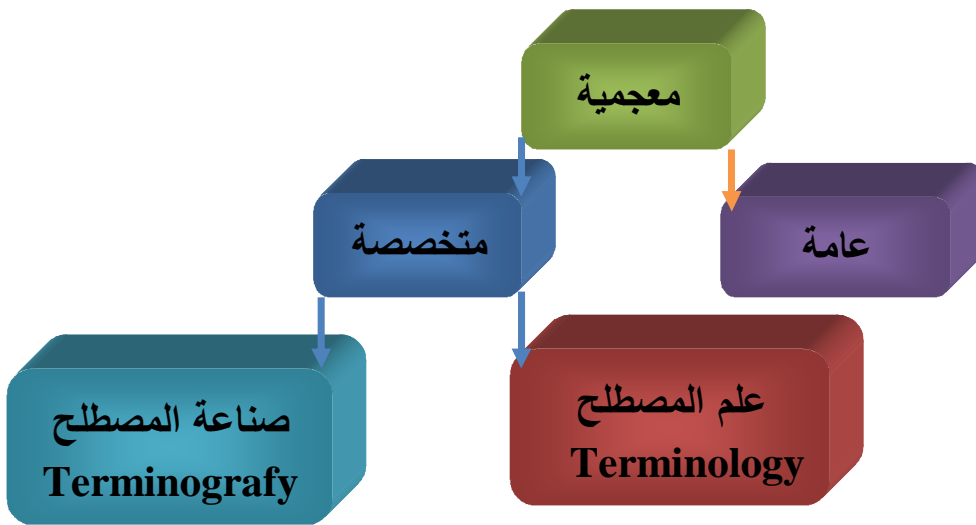 معجمية
عامة
متخصصة
علم المصطلح
Terminology
صناعة المصطلح
Terminografy